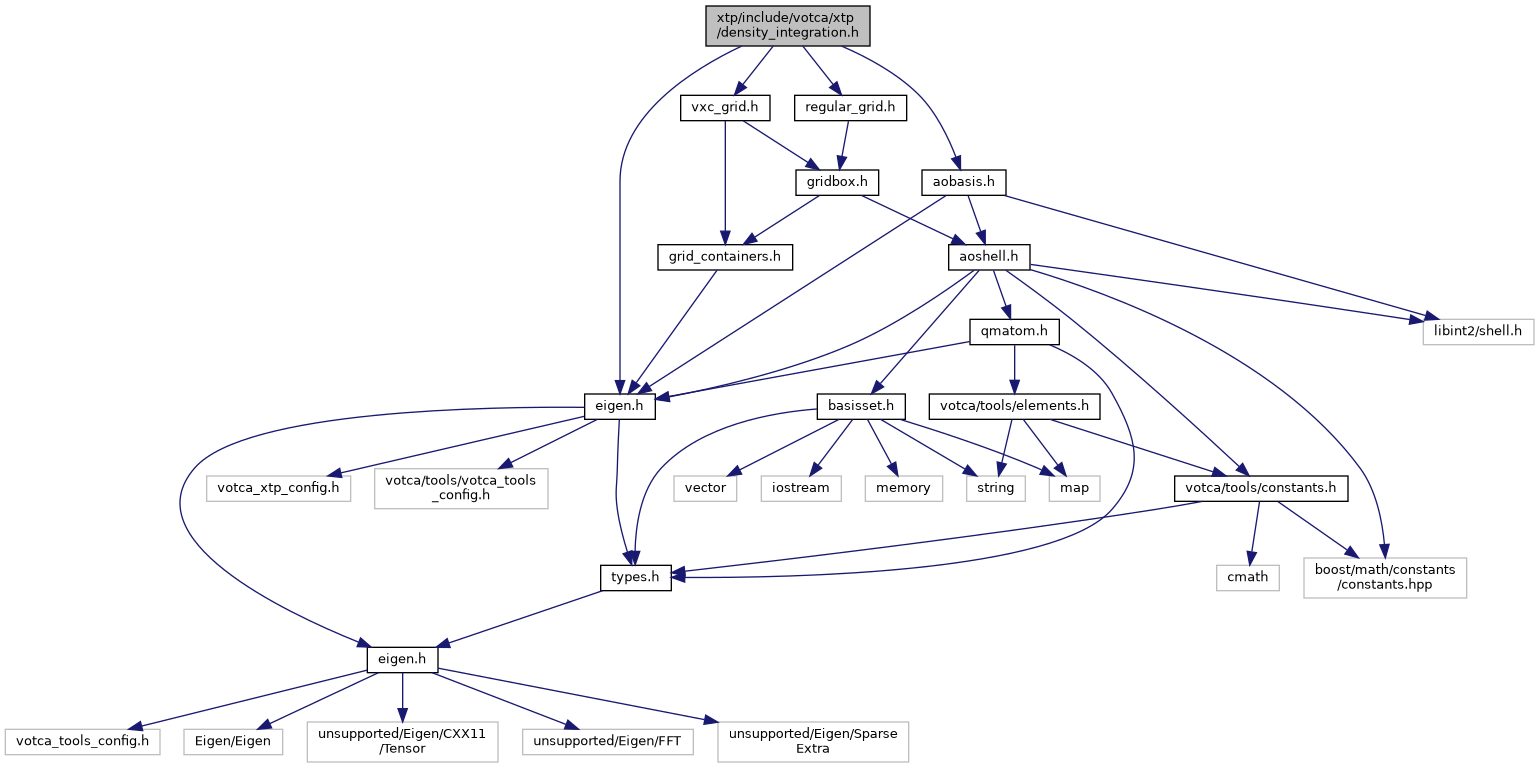 xtp/include/votca/xtp
/density_integration.h
vxc_grid.h
regular_grid.h
gridbox.h
aobasis.h
grid_containers.h
aoshell.h
qmatom.h
libint2/shell.h
eigen.h
basisset.h
votca/tools/elements.h
votca_xtp_config.h
votca/tools/votca_tools
_config.h
vector
iostream
memory
string
map
votca/tools/constants.h
types.h
cmath
boost/math/constants
/constants.hpp
eigen.h
votca_tools_config.h
Eigen/Eigen
unsupported/Eigen/CXX11
/Tensor
unsupported/Eigen/FFT
unsupported/Eigen/Sparse
Extra